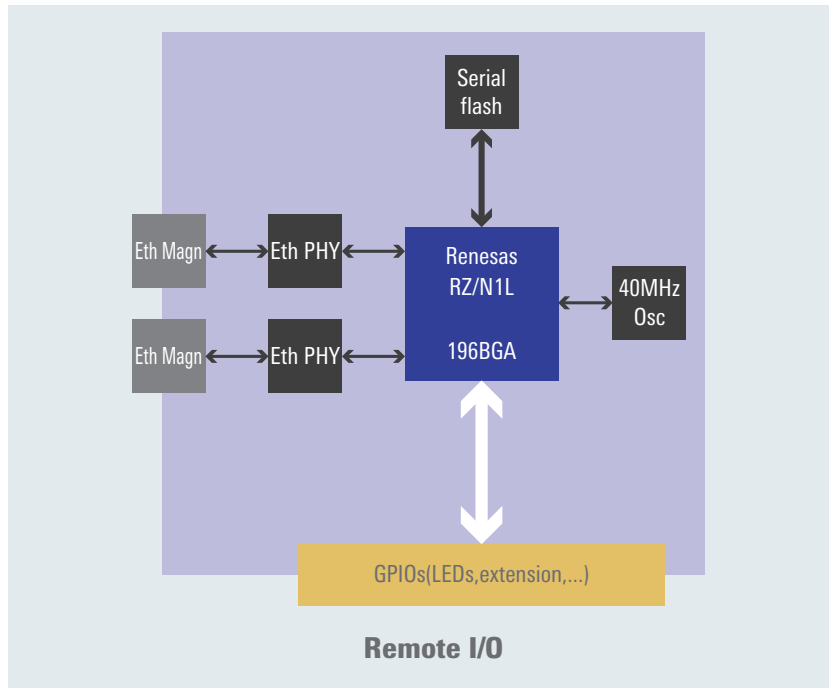 Serial
flash
Eth Magn
Eth PHY
Renesas
RZ/N1L
196BGA
40MHz
Osc
Eth Magn
Eth PHY
GPIOs(LEDs,extension,...)
Remote I/O